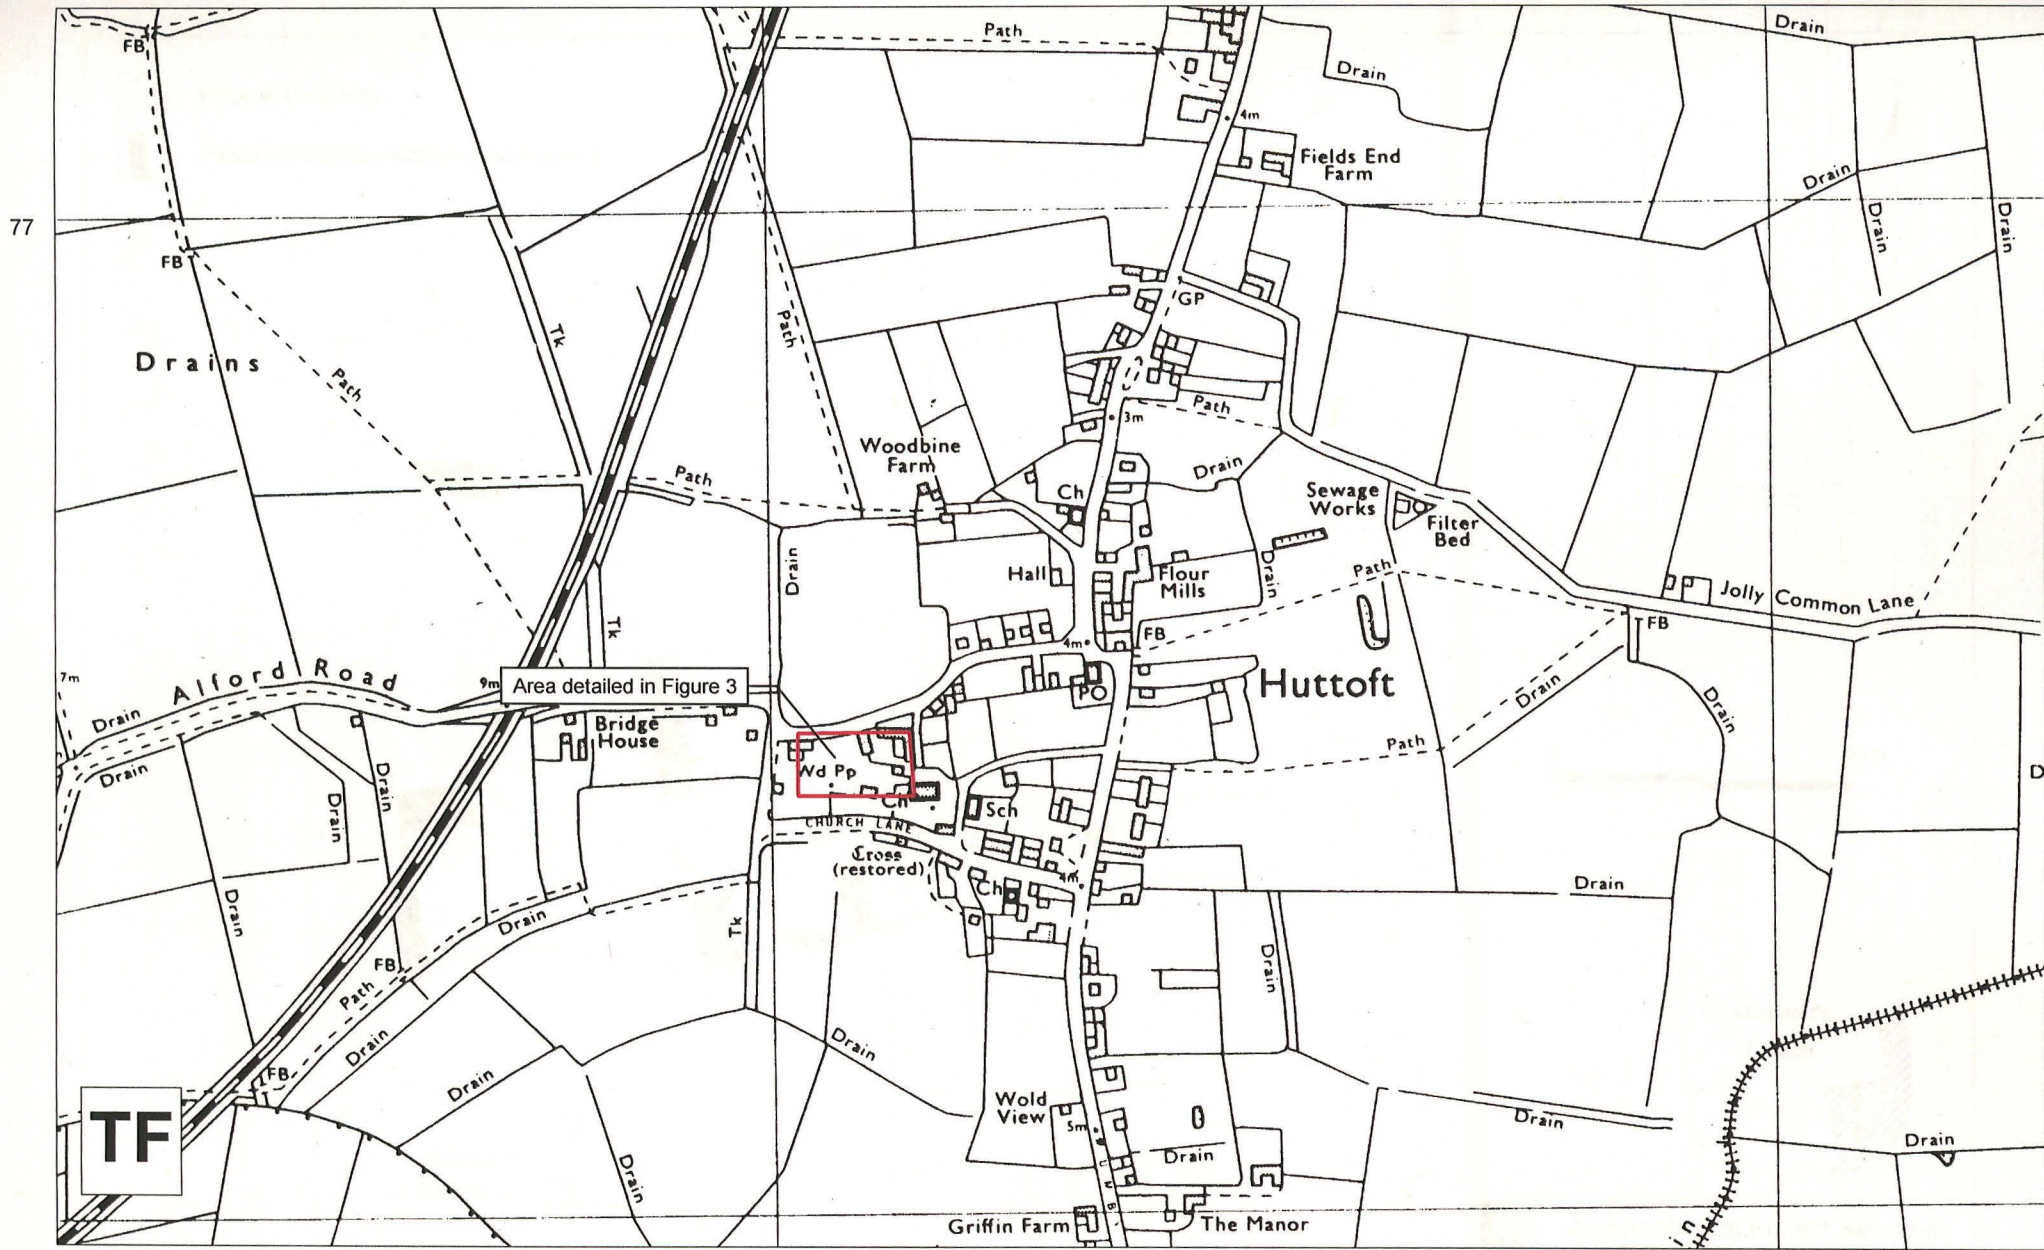 Path
Drain
Drain
FB
4m
Fields End
Farm
Drain
Drain
Drain
77
FB
GP
Path
Tk
Drains
Path
3m
Path
Woodbine
Farm
Path
Drain
Ch
Sewage
Works
Filter
Bed
Drain
Hall
Flour
Mills
Drain
Path
Jolly Common Lane
Tk
4m
FB
FB
Alford Road
7m
9m
Area detailed in Figure 3
PO
Huttoft
Drain
Drain
Drain
Bridge
House
Path
Drain
Drain
Drain
Wd Pp
D
Ch
Sch
CHURCH LANE
Cross
(restored)
4m
Ch
Drain
Drain
Drain
Tk
Drain
FB
Path
Drain
Drain
FB
Drain
Wold
View
5m
Drain
TF
Drain
Drain
Drain
Griffin Farm
The Manor
in